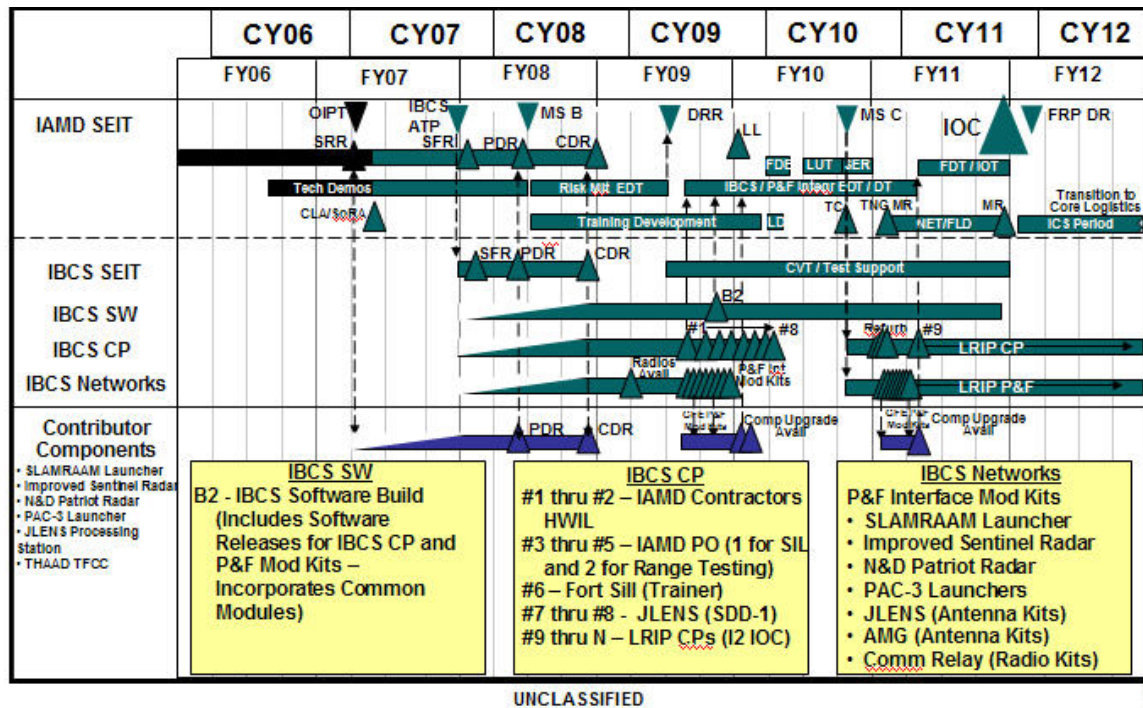 CY06 CY07 CY08 CY09 CY10 CY11 CY12
FY06 FY07 FY08 FY09 FY10 FY11 FY12
IAMD SEIT
OIPT
IBCS
ATP
MS B
DRR
LL
MS C
IOC
FRP DR
SRR
SFR
PDR
CDR
FDE
LUT
SER
FDT / IOT
Tech Demos
Risk Mit EDT
IBCS / P&F Integr EDT / DT
CLA/SoRA
Training Development
LD
TC
TNG MR
NET/FLD
MR
Transition to
Core Logistics
ICS Period
IBCS SEIT
SFR
PDR
CDR
CVT / Test Support
IBCS SW
B2
IBCS CP
#1
#8
Refurb
#9
LRIP CP
IBCS Networks
Radios
Avail
P&F Int
Mod Kits
LRIP P&F
Contributor
Components
• SLAMRAAM Launcher
• Improved Sentinel Radar
• N&D Patriot Radar
• PAC-3 Launcher
• JLENS Processing
Station
• THAAD TFCC
PDR
CDR
Mod Kits
Comp Upgrade
Avail
Comp Upgrade
Avail
IBCS SW
B2 - IBCS Software Build
(Includes Software
Releases for IBCS CP and
P&F Mod Kits –
Incorporates Common
Modules)
IBCS CP
#1 thru #2 – IAMD Contractors
HWIL
#3 thru #5 – IAMD PO (1 for SIL
and 2 for Range Testing)
#6 – Fort Sill (Trainer)
#7 thru #8 - JLENS (SDD-1)
#9 thru N – LRIP CPs (I2 IOC)
IBCS Networks
P&F Interface Mod Kits
• SLAMRAAM Launcher
• Improved Sentinel Radar
• N&D Patriot Radar
• PAC-3 Launchers
• JLENS (Antenna Kits)
• AMG (Antenna Kits)
• Comm Relay (Radio Kits)
UNCLASSIFIED